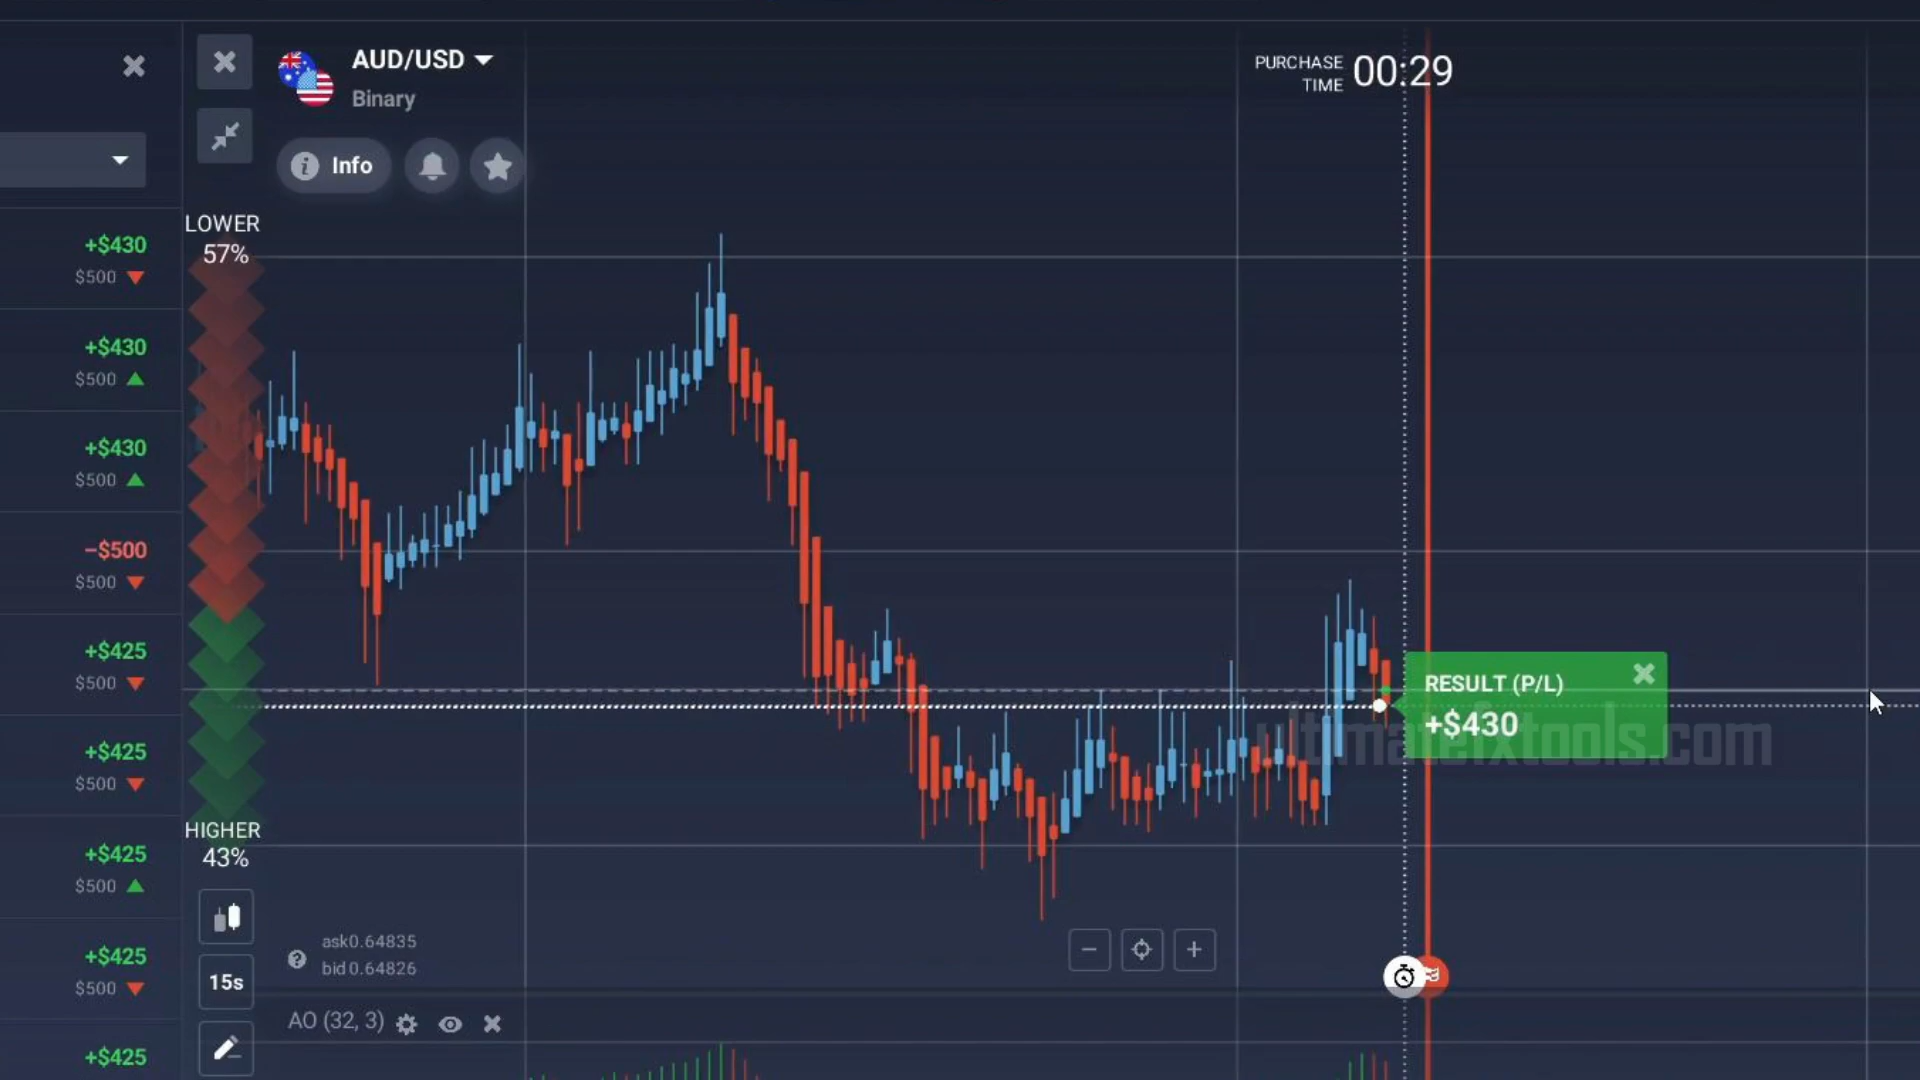 AUD/USD
Binary
PURCHASE
TIME 00:29
Info
LOWER
57%
+$430
$500
+$430
$500
+$430
$500
−$500
$500
+$425
$500
+$425
$500
+$425
$500
+$425
$500
+$425
RESULT (P/L)
+$430
ultimatefxtools.com
HIGHER
43%
ask0.64835
bid 0.64826
15s
AO (32, 3)